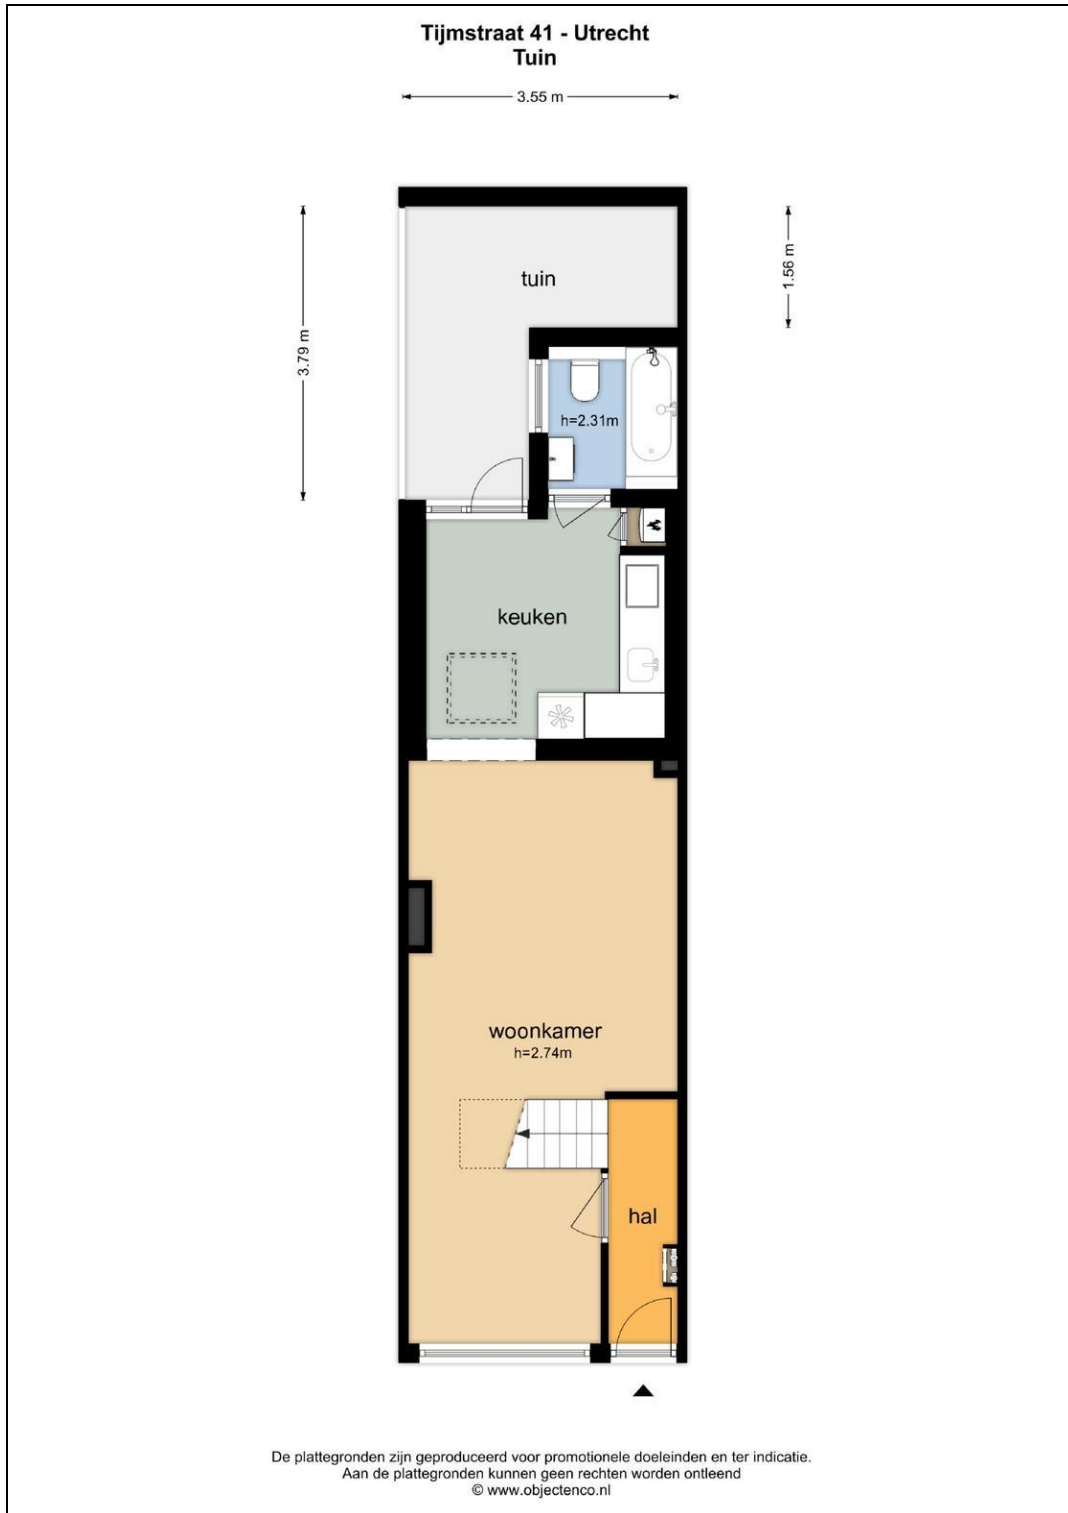 Tijmstraat 41 - Utrecht
Tuin
3.55 m
1.56 m
3.79 m
tuin
h=2.31m
keuken
woonkamer
h=2.74m
hal
De plattegronden zijn geproduceerd voor promotionele doeleinden en ter indicatie.
Aan de plattegronden kunnen geen rechten worden ontleend
© www.objectenco.nl